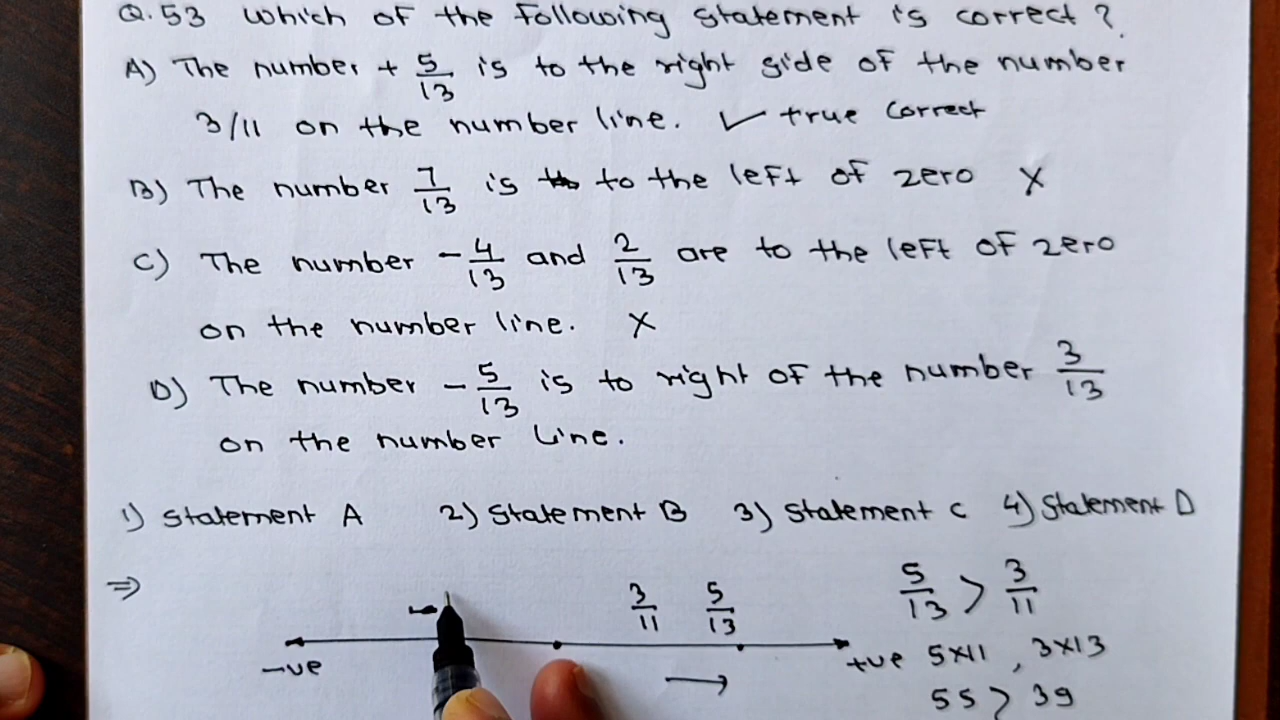 Q.53 Which of the Following statement is correct?
A) The number + 5/13 is to the right side of the number
3/11 on the number line. ✓ true correct
B) The number 7/13 is to the left of zero X
C) The number -4/13 and 2/13 are to the left of zero
on the number line. X
D) The number -5/13 is to right of the number 3/13
on the number line.
1) Statement A 2) Statement B 3) Statement C 4) Statement D
⇒ 3/11 5/13 5/13 > 3/11
-ve → +ve 5×11 , 3×13
55 > 39